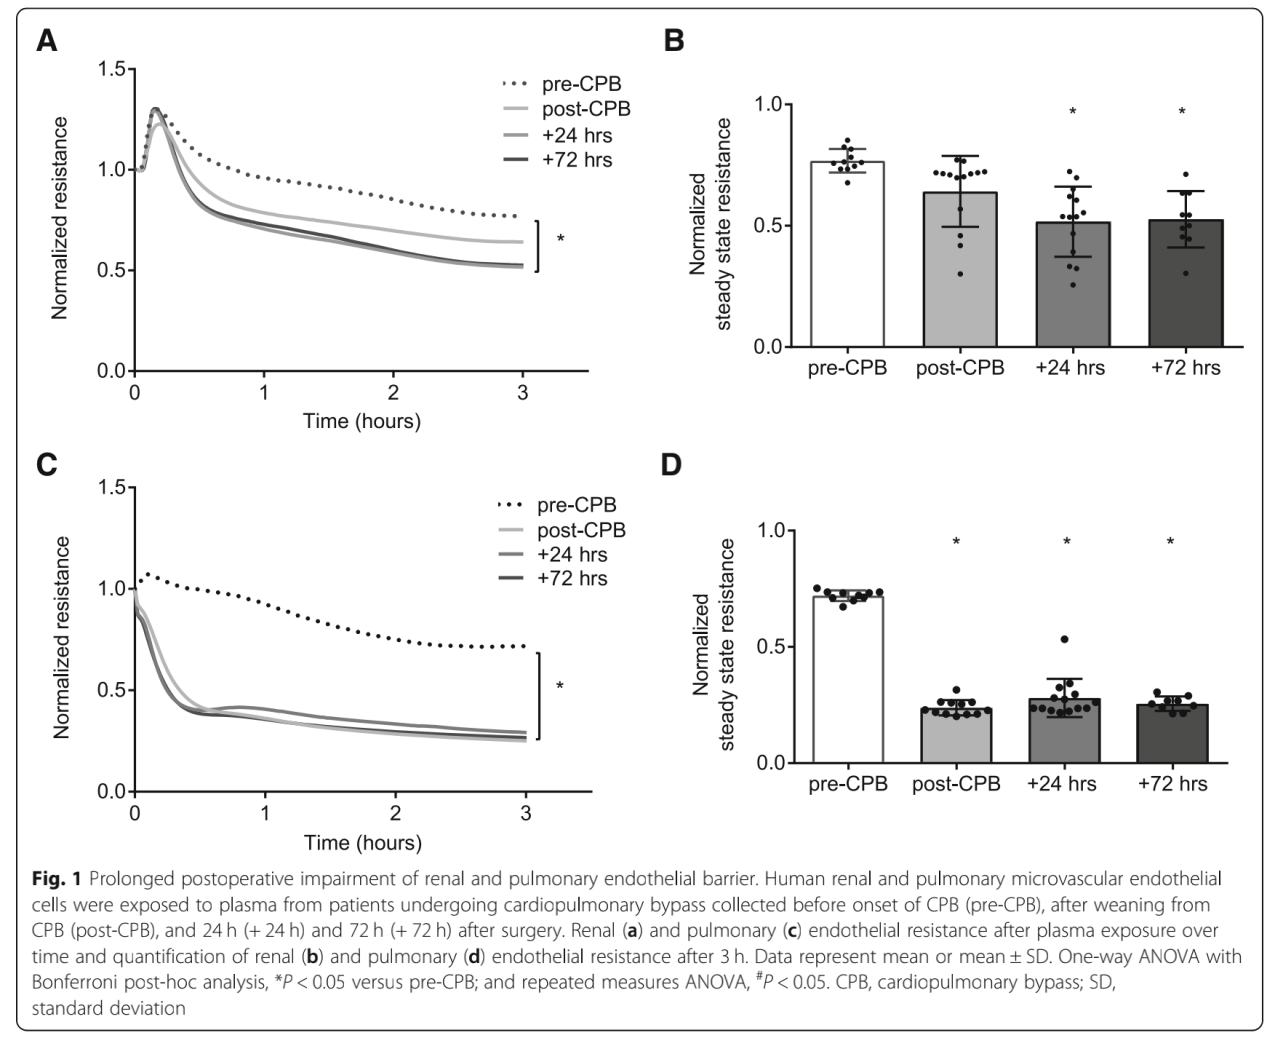 A
1.5
1.0
0.5
0.0
0 1 2 3
Normalized resistance
Time (hours)
pre-CPB
post-CPB
+24 hrs
+72 hrs
*
B
1.0
0.5
0.0
Normalized
steady state resistance
* *
pre-CPB post-CPB +24 hrs +72 hrs
C
1.5
1.0
0.5
0.0
0 1 2 3
Normalized resistance
Time (hours)
pre-CPB
post-CPB
+24 hrs
+72 hrs
*
D
1.0
0.5
0.0
Normalized
steady state resistance
* * *
pre-CPB post-CPB +24 hrs +72 hrs
Fig. 1 Prolonged postoperative impairment of renal and pulmonary endothelial barrier. Human renal and pulmonary microvascular endothelial
cells were exposed to plasma from patients undergoing cardiopulmonary bypass collected before onset of CPB (pre-CPB), after weaning from
CPB (post-CPB), and 24 h (+ 24 h) and 72 h (+ 72 h) after surgery. Renal (a) and pulmonary (c) endothelial resistance after plasma exposure over
time and quantification of renal (b) and pulmonary (d) endothelial resistance after 3 h. Data represent mean or mean ± SD. One-way ANOVA with
Bonferroni post-hoc analysis, *P < 0.05 versus pre-CPB; and repeated measures ANOVA, #P < 0.05. CPB, cardiopulmonary bypass; SD,
standard deviation